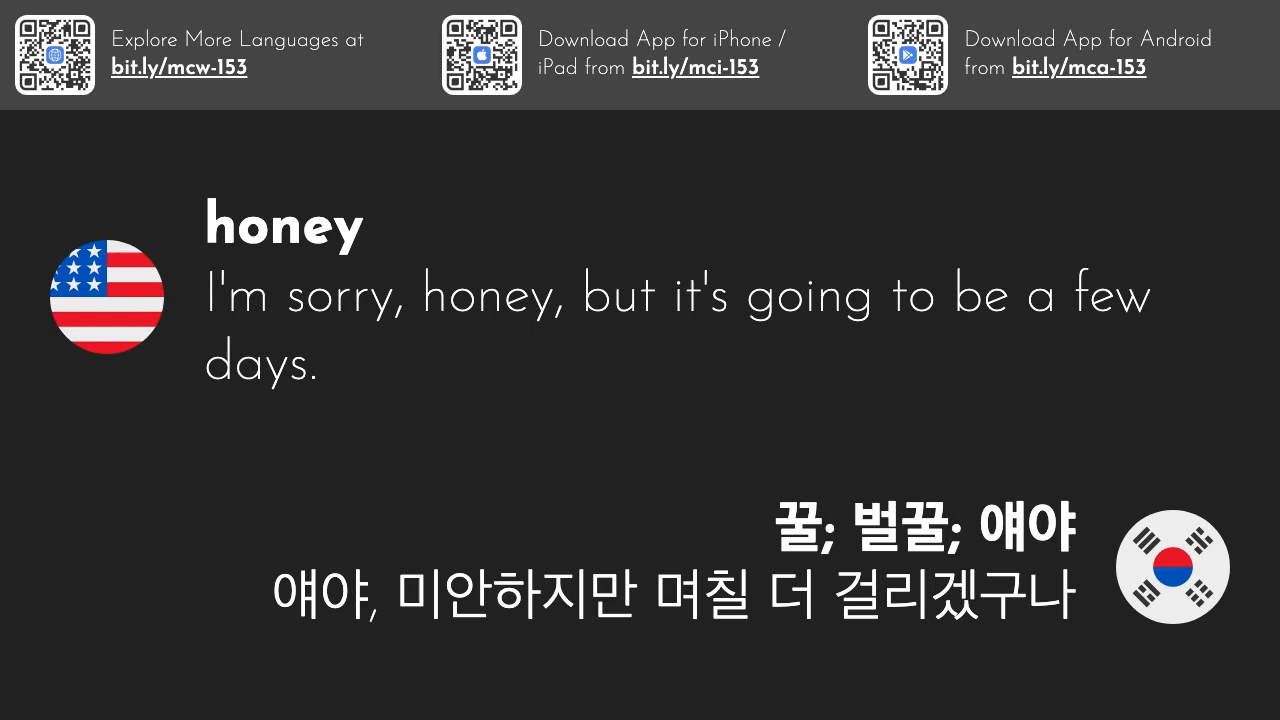 Explore More Languages at
bit.ly/mcw-153
Download App for iPhone /
iPad from bit.ly/mci-153
Download App for Android
from bit.ly/mca-153
honey
I'm sorry, honey, but it's going to be a few
days.
꿀; 벌꿀; 얘야
얘야, 미안하지만 며칠 더 걸리겠구나